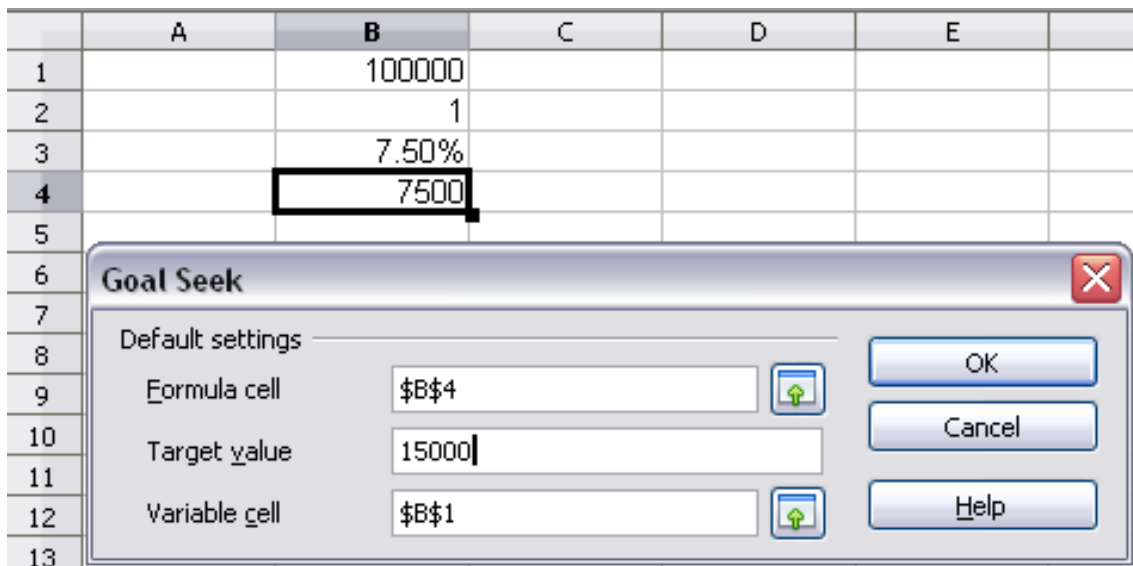 A B C D E
1 100000
2 1
3 7.50%
4 7500
5
6 Goal Seek
7
8 Default settings
9 Formula cell $B$4 OK
10 Target value 15000 Cancel
11
12 Variable cell $B$1 Help
13